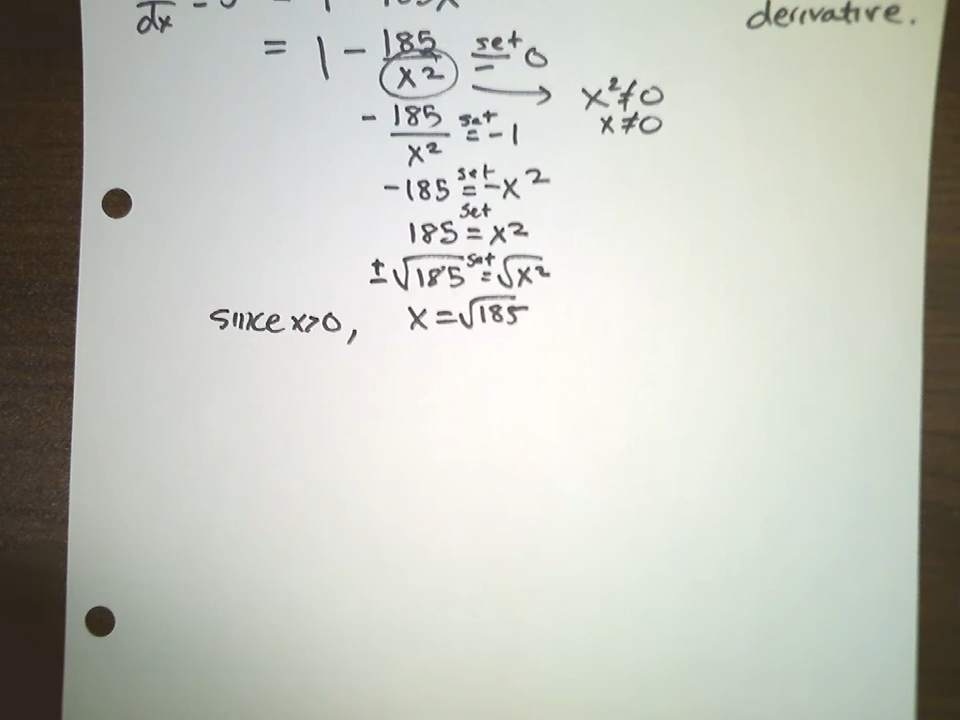 dx
derivative.
= 1 - 185/x² set= 0
x² ≠ 0
x ≠ 0
- 185/x² set= -1
-185 set= -x²
185 set= x²
±√185 set= √x²
since x>0, x = √185